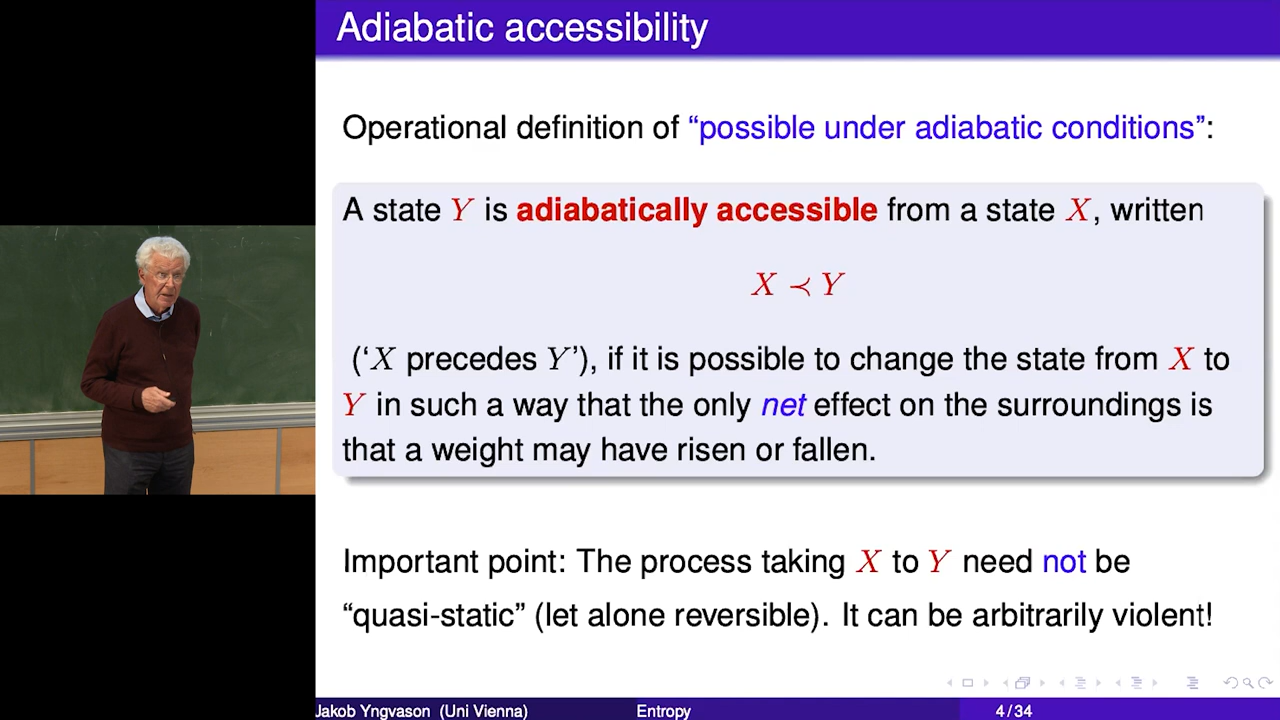 Adiabatic accessibility
Operational definition of “possible under adiabatic conditions”:
A state Y is adiabatically accessible from a state X, written
X ≺ Y
(‘X precedes Y’), if it is possible to change the state from X to
Y in such a way that the only net effect on the surroundings is
that a weight may have risen or fallen.
Important point: The process taking X to Y need not be
“quasi-static” (let alone reversible). It can be arbitrarily violent!
Jakob Yngvason (Uni Vienna) Entropy 4 / 34